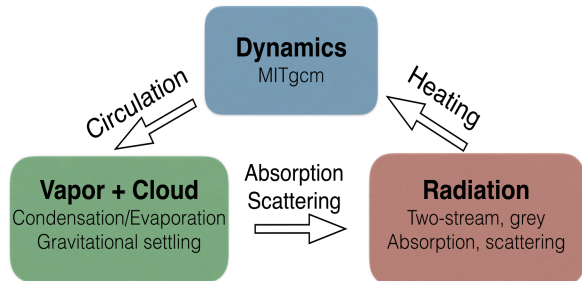 Dynamics
MITgcm
Circulation
Heating
Vapor + Cloud
Condensation/Evaporation
Gravitational settling
Absorption
Scattering
Radiation
Two-stream, grey
Absorption, scattering